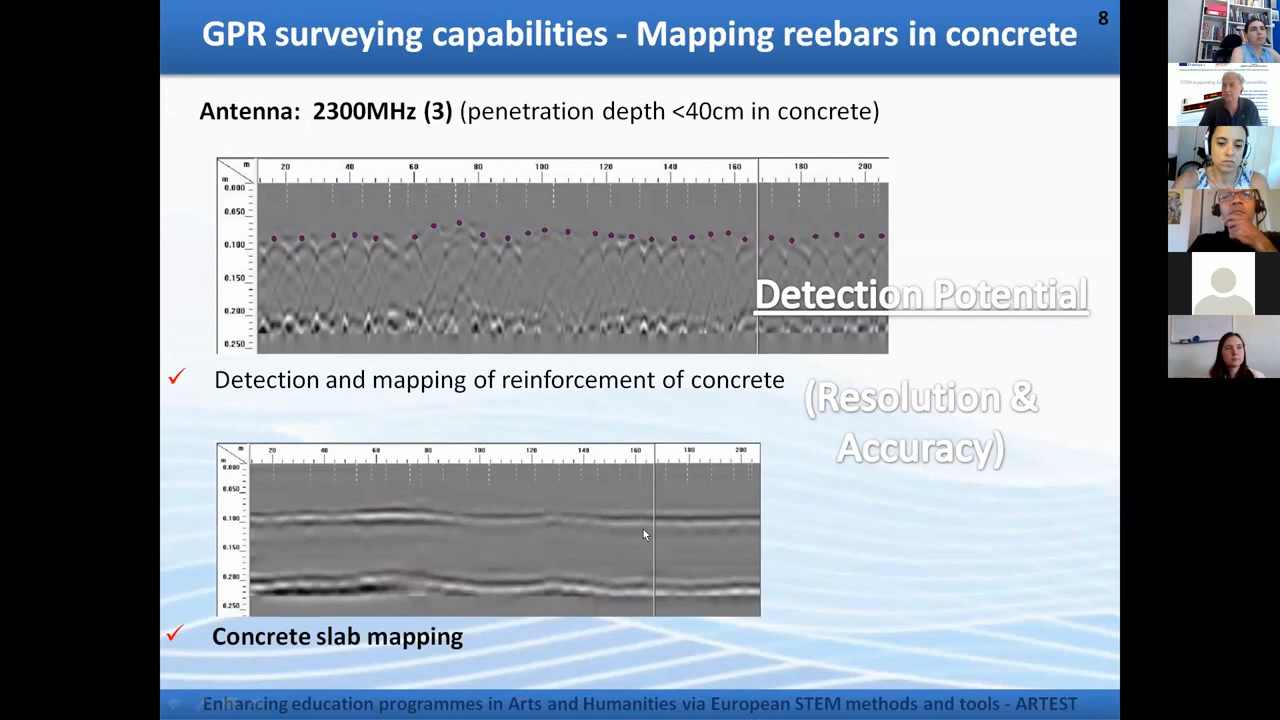 GPR surveying capabilities - Mapping reebars in concrete
8
Antenna: 2300MHz (3) (penetration depth <40cm in concrete)
m 20 40 60 80 100 120 140 160 180 200
m
0.000
0.050
0.100
0.150
0.200
0.250
Detection Potential
✓ Detection and mapping of reinforcement of concrete
(Resolution &
Accuracy)
m 20 40 60 80 100 120 140 160 180 200
m
0.000
0.050
0.100
0.150
0.200
0.250
✓ Concrete slab mapping
Enhancing education programmes in Arts and Humanities via European STEM methods and tools - ARTEST